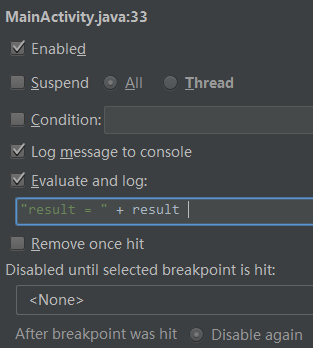 MainActivity.java:33
Enabled
Suspend All Thread
Condition:
Log message to console
Evaluate and log:
"result = " + result
Remove once hit
Disabled until selected breakpoint is hit:
<None>
After breakpoint was hit Disable again